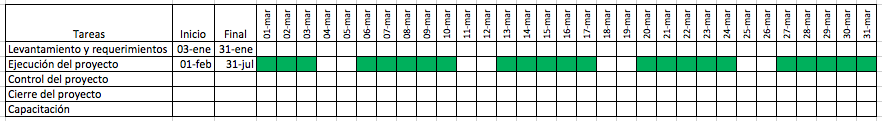 Tareas Inicio Final 01-mar 02-mar 03-mar 04-mar 05-mar 06-mar 07-mar 08-mar 09-mar 10-mar 11-mar 12-mar 13-mar 14-mar 15-mar 16-mar 17-mar 18-mar 19-mar 20-mar 21-mar 22-mar 23-mar 24-mar 25-mar 26-mar 27-mar 28-mar 29-mar 30-mar 31-mar
Levantamiento y requerimientos 03-ene 31-ene
Ejecución del proyecto 01-feb 31-jul
Control del proyecto
Cierre del proyecto
Capacitación